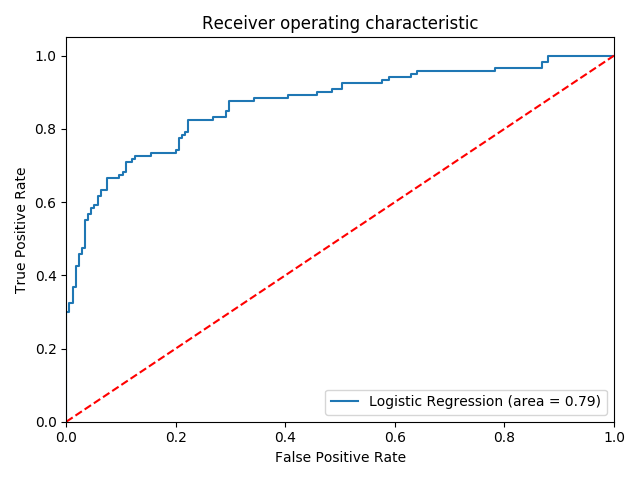 Receiver operating characteristic
1.0
0.8
0.6
0.4
0.2
0.0
True Positive Rate
Logistic Regression (area = 0.79)
0.0 0.2 0.4 0.6 0.8 1.0
False Positive Rate